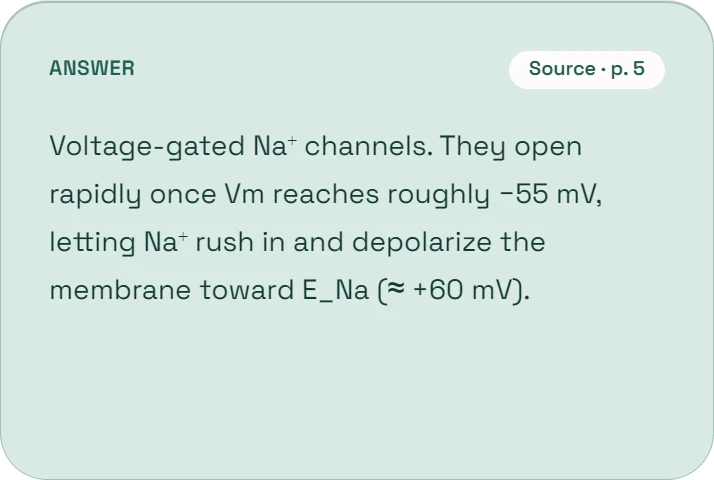 ANSWER
Source · p. 5
Voltage-gated Na⁺ channels. They open
rapidly once Vm reaches roughly −55 mV,
letting Na⁺ rush in and depolarize the
membrane toward E_Na (≈ +60 mV).